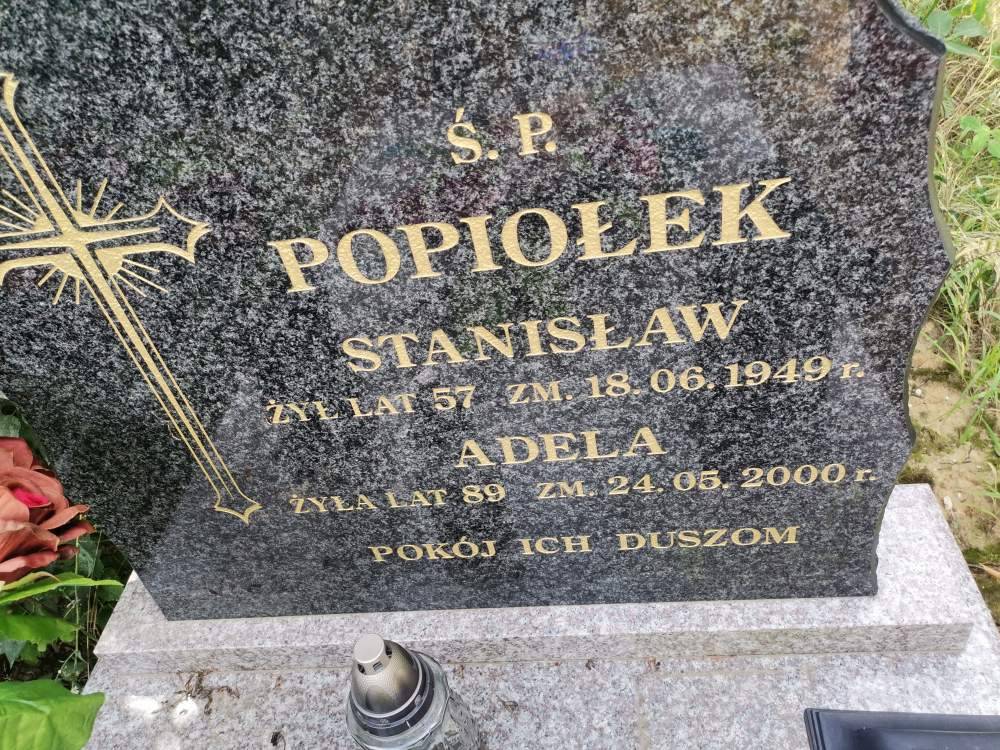 Ś. P.
POPIOŁEK
STANISŁAW
ŻYŁ LAT 57 ZM. 18.06.1949 r.
ADELA
ŻYŁA LAT 89 ZM. 24.05.2000 r.
POKÓJ ICH DUSZOM